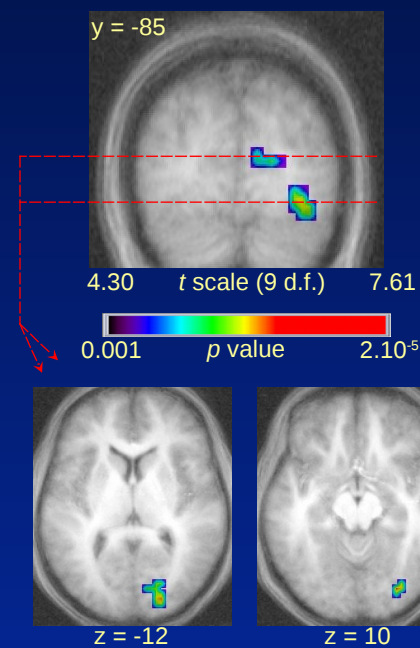 y = -85
4.30 t scale (9 d.f.) 7.61
0.001 p value 2.10-5
z = -12 z = 10